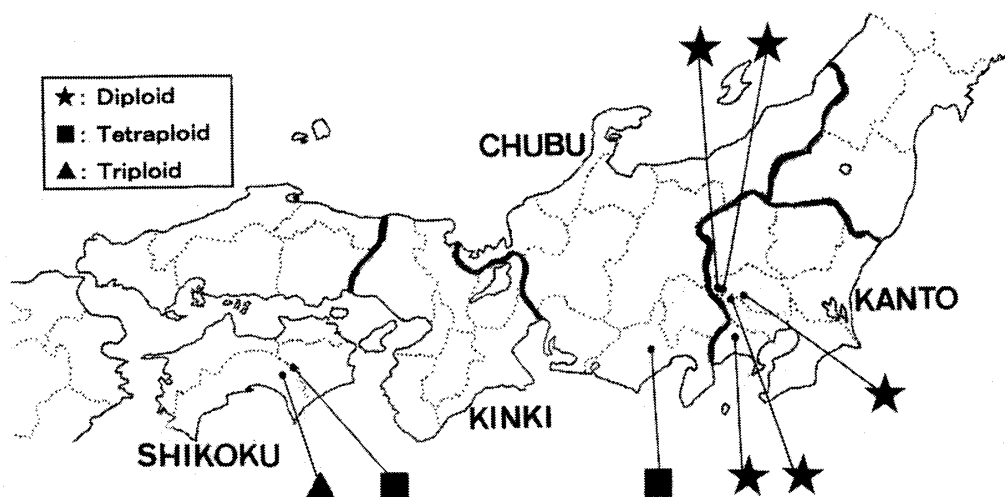 ★: Diploid
■: Tetraploid
▲: Triploid
CHUBU
KANTO
KINKI
SHIKOKU